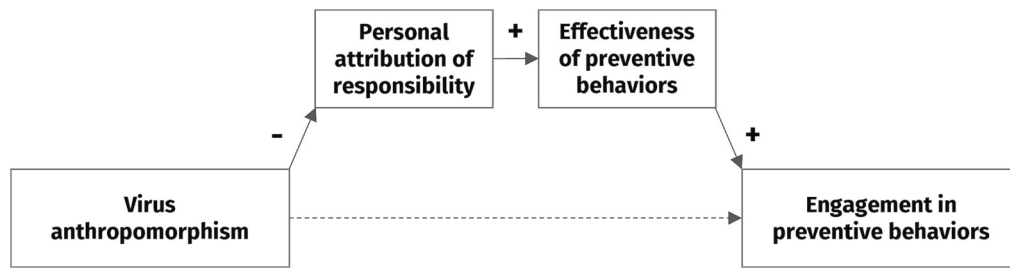 Personal
attribution of
responsibility
+
Effectiveness
of preventive
behaviors
-
+
Virus
anthropomorphism
Engagement in
preventive behaviors